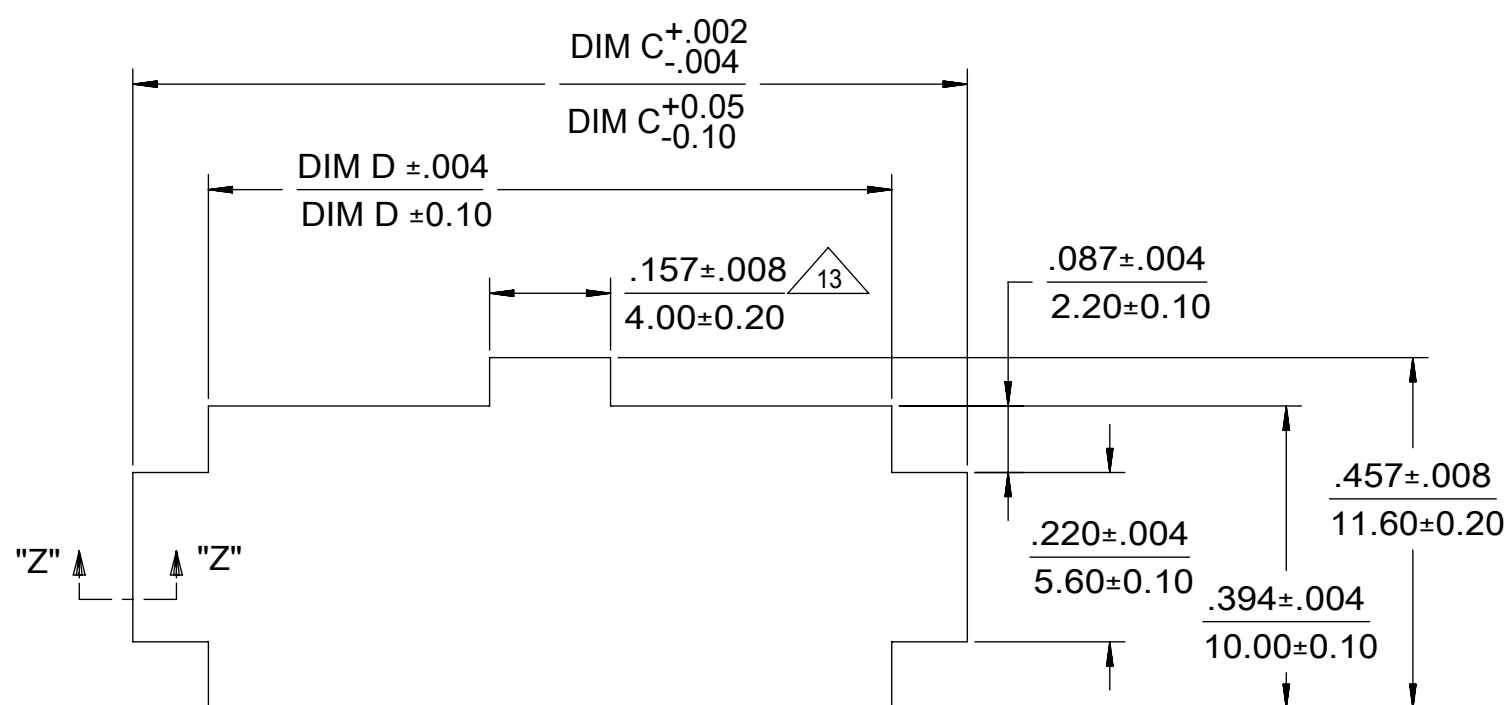 DIM C+.002
-.004
DIM C+0.05
-0.10
DIM D ±.004
DIM D ±0.10
.157±.008
13
4.00±0.20
.087±.004
2.20±0.10
.457±.008
11.60±0.20
.220±.004
5.60±0.10
"Z" "Z"
.394±.004
10.00±0.10